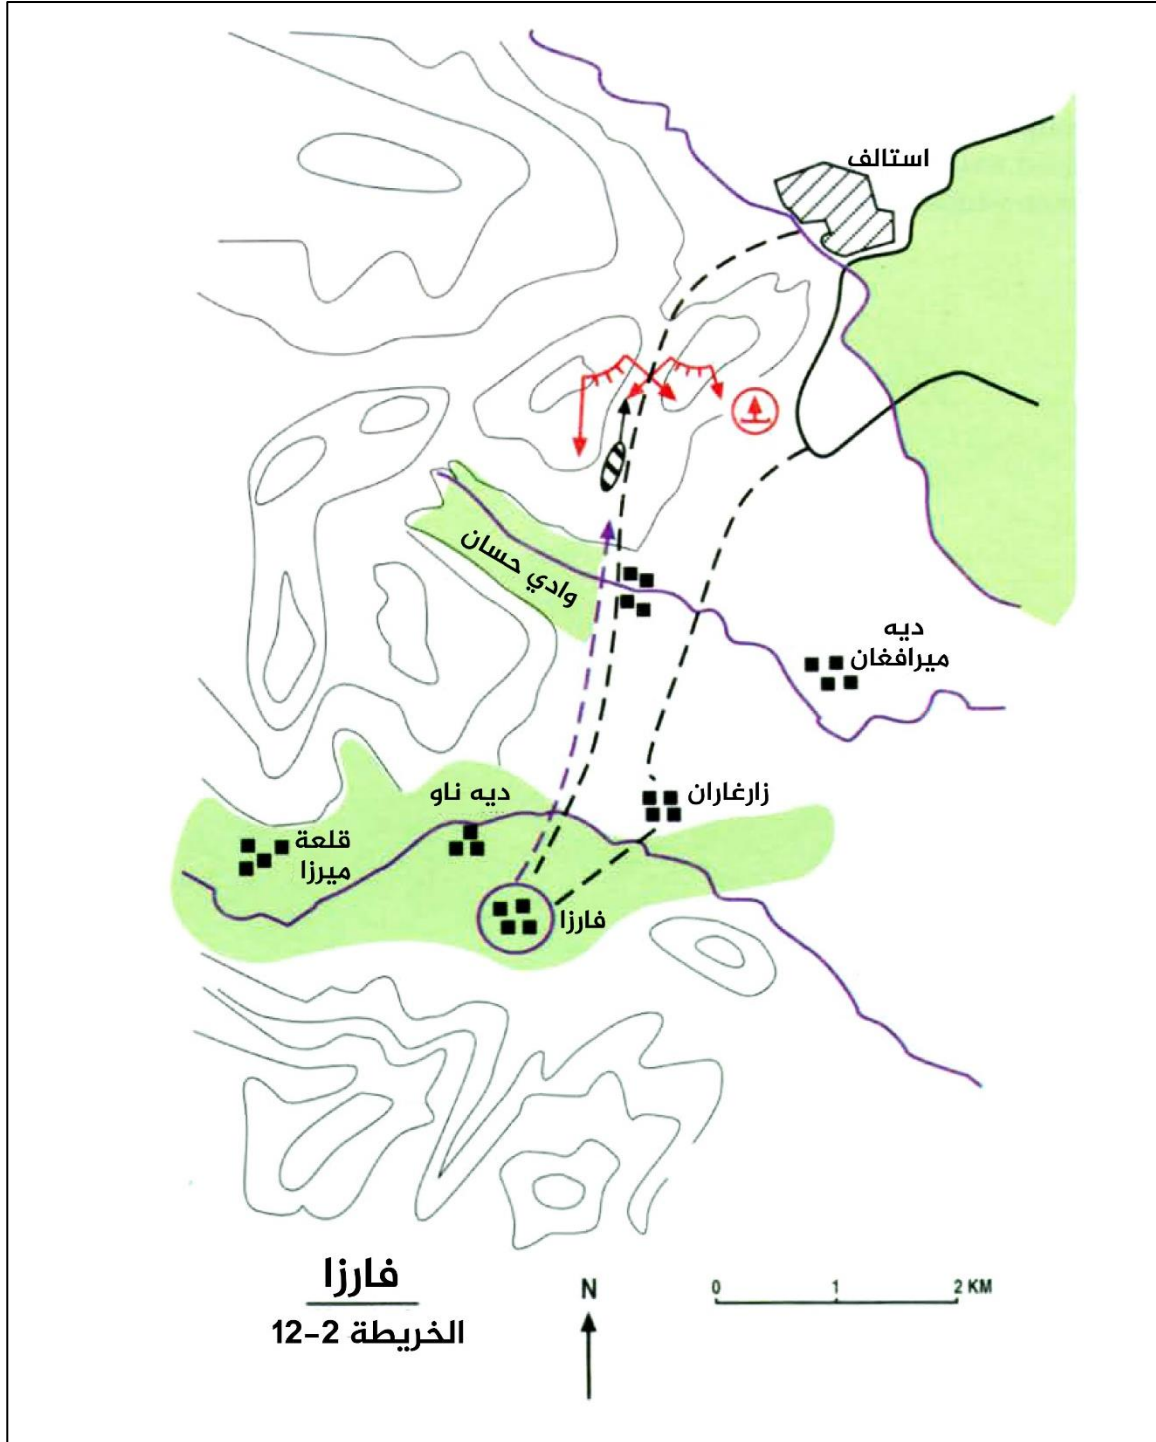 استالف
وادي حسان
ديه
ميرافغان
زارغاران
ديه ناو
قلعة
ميرزا
فارزا
فارزا
الخريطة 2-12
N
0 1 2 KM